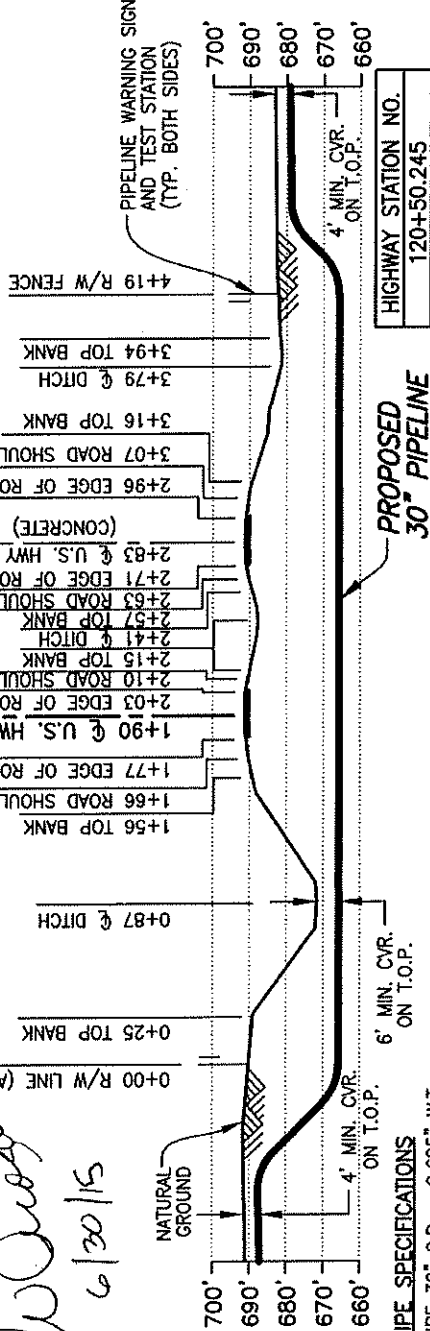 6/30/15
0+00 R/W LINE (A
0+25 TOP BANK
0+87 ℄ DITCH
1+56 TOP BANK
1+66 ROAD SHOUL
1+77 EDGE OF RO
1+90 ℄ U.S. HW
2+03 EDGE OF RO
2+10 ROAD SHOUL
2+15 TOP BANK
2+41 ℄ DITCH
2+57 TOP BANK
2+63 ROAD SHOUL
2+71 EDGE OF RO
2+83 ℄ U.S. HWY
(CONCRETE)
2+96 EDGE OF RO
3+07 ROAD SHOUL
3+16 TOP BANK
3+79 ℄ DITCH
3+94 TOP BANK
4+19 R/W FENCE
PIPELINE WARNING SIGN
AND TEST STATION
(TYP. BOTH SIDES)
NATURAL
GROUND
700'
690'
680'
670'
660'
700'
690'
680'
670'
660'
4' MIN. CVR.
ON T.O.P.
6' MIN. CVR.
ON T.O.P.
4' MIN. CVR.
ON T.O.P.
PROPOSED
30" PIPELINE
HIGHWAY STATION NO.
120+50.245
IPE SPECIFICATIONS